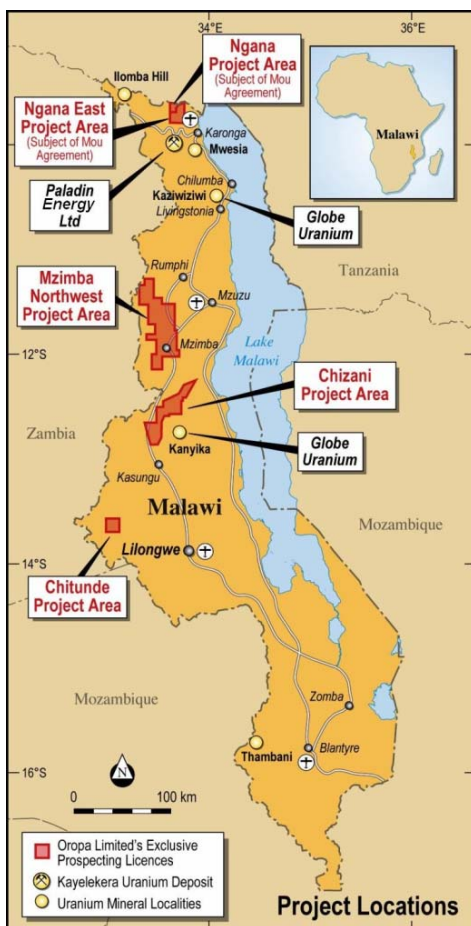 34°E
36°E
Ngana
Project Area
(Subject of Mou
Agreement)
Ilomba Hill
Ngana East
Project Area
(Subject of Mou
Agreement)
Karonga
Mwesia
Malawi
Paladin
Energy
Ltd
Chilumba
Kaziwiziwi
Livingstonia
Globe
Uranium
Tanzania
Rumphi
Mzimba
Northwest
Project Area
Mzuzu
Mzimba
12°S
Lake
Malawi
Chizani
Project Area
Zambia
Kanyika
Globe
Uranium
Kasungu
Malawi
Mozambique
Lilongwe
14°S
Chitunde
Project Area
Mozambique
Zomba
Thambani
Blantyre
16°S
N
0
100 km
Oropa Limited's Exclusive
Prospecting Licences
Kayelekera Uranium Deposit
Uranium Mineral Localities
Project Locations